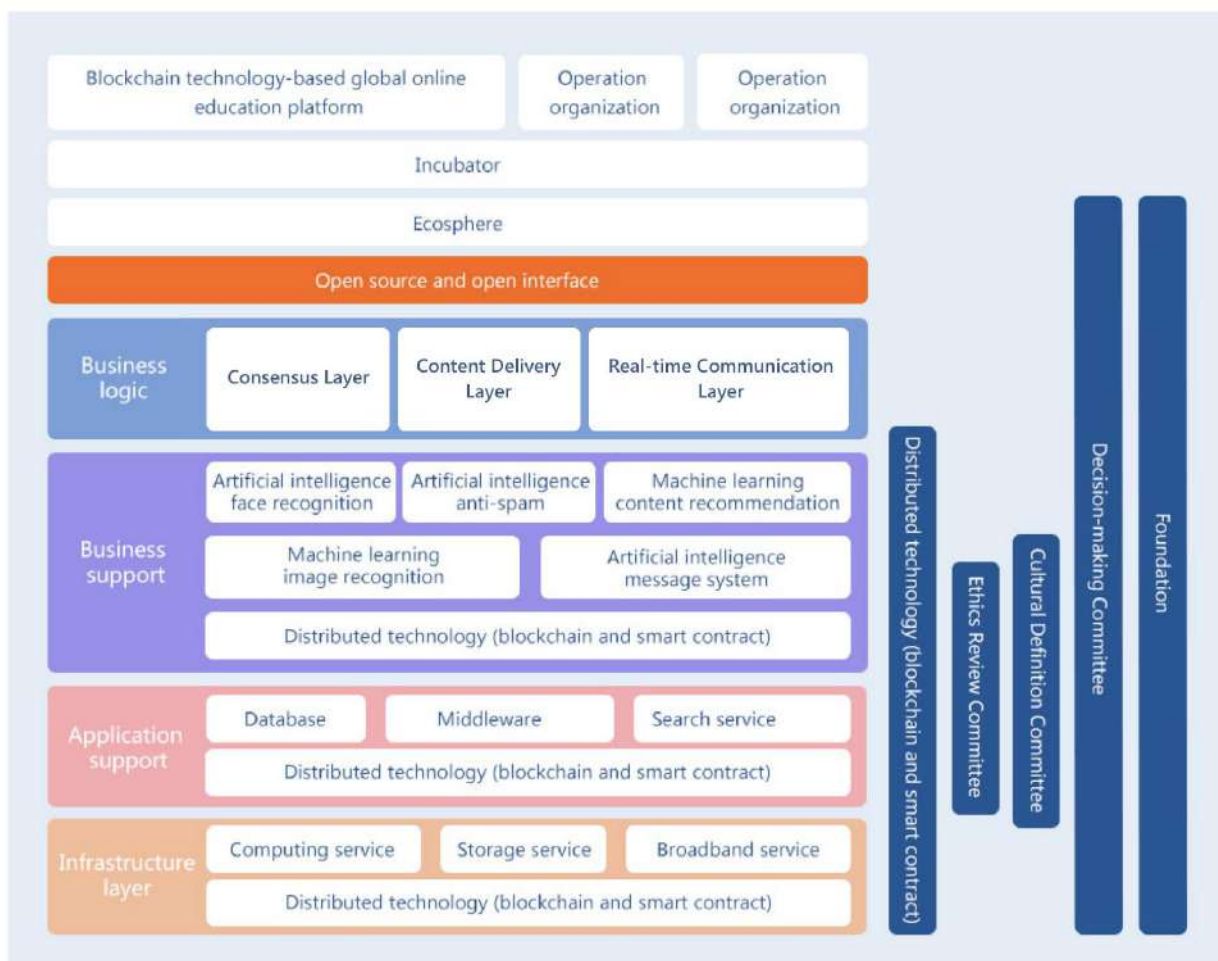 Blockchain technology-based global online
education platform
Operation
organization
Operation
organization
Incubator
Ecosphere
Open source and open interface
Business
logic
Consensus Layer
Content Delivery
Layer
Real-time Communication
Layer
Business
support
Artificial intelligence
face recognition
Artificial intelligence
anti-spam
Machine learning
content recommendation
Machine learning
image recognition
Artificial intelligence
message system
Distributed technology (blockchain and smart contract)
Application
support
Database
Middleware
Search service
Distributed technology (blockchain and smart contract)
Infrastructure
layer
Computing service
Storage service
Broadband service
Distributed technology (blockchain and smart contract)
Distributed technology (blockchain and smart contract)
Ethics Review Committee
Cultural Definition Committee
Decision-making Committee
Foundation